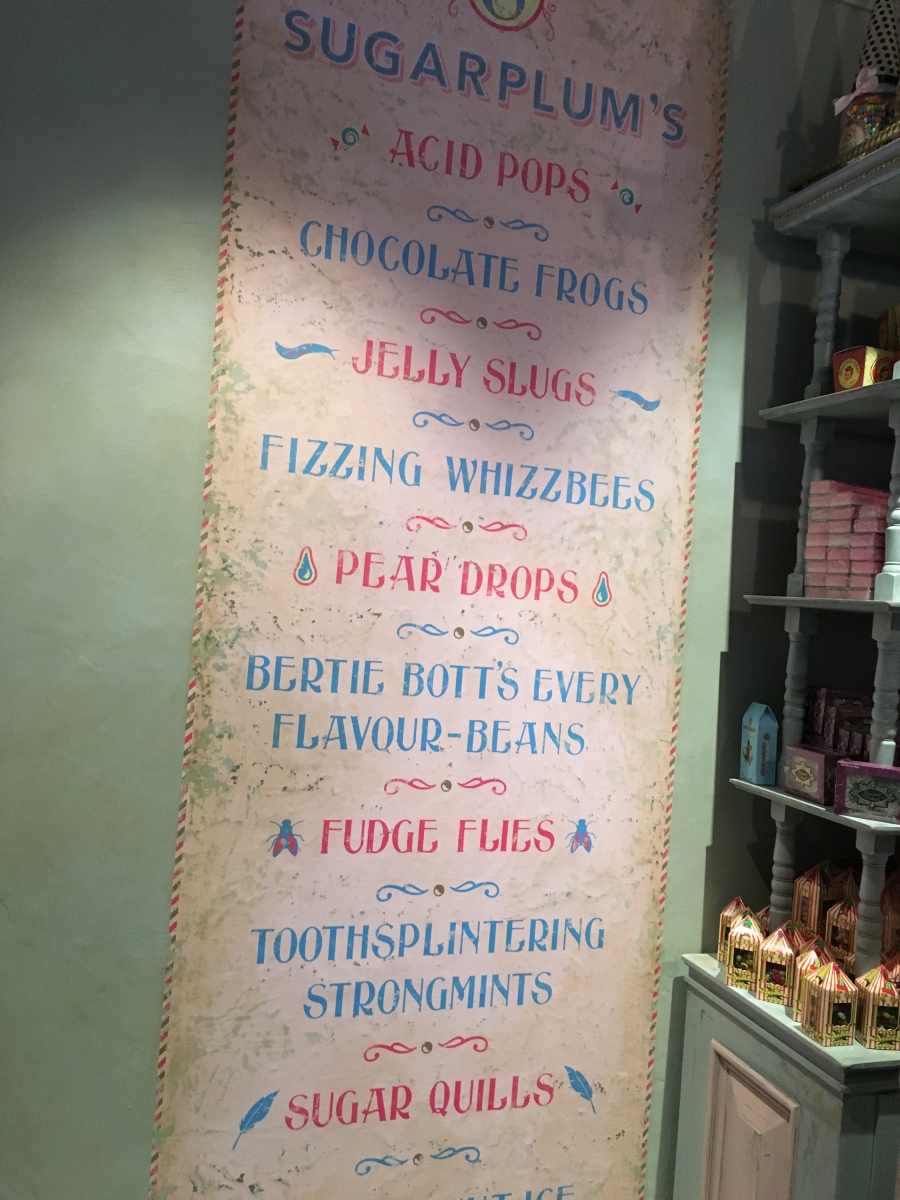 SUGARPLUM'S
ACID POPS
CHOCOLATE FROGS
JELLY SLUGS
FIZZING WHIZZBEES
PEAR DROPS
BERTIE BOTT'S EVERY
FLAVOUR-BEANS
FUDGE FLIES
TOOTHSPLINTERING
STRONGMINTS
SUGAR QUILLS
ICE